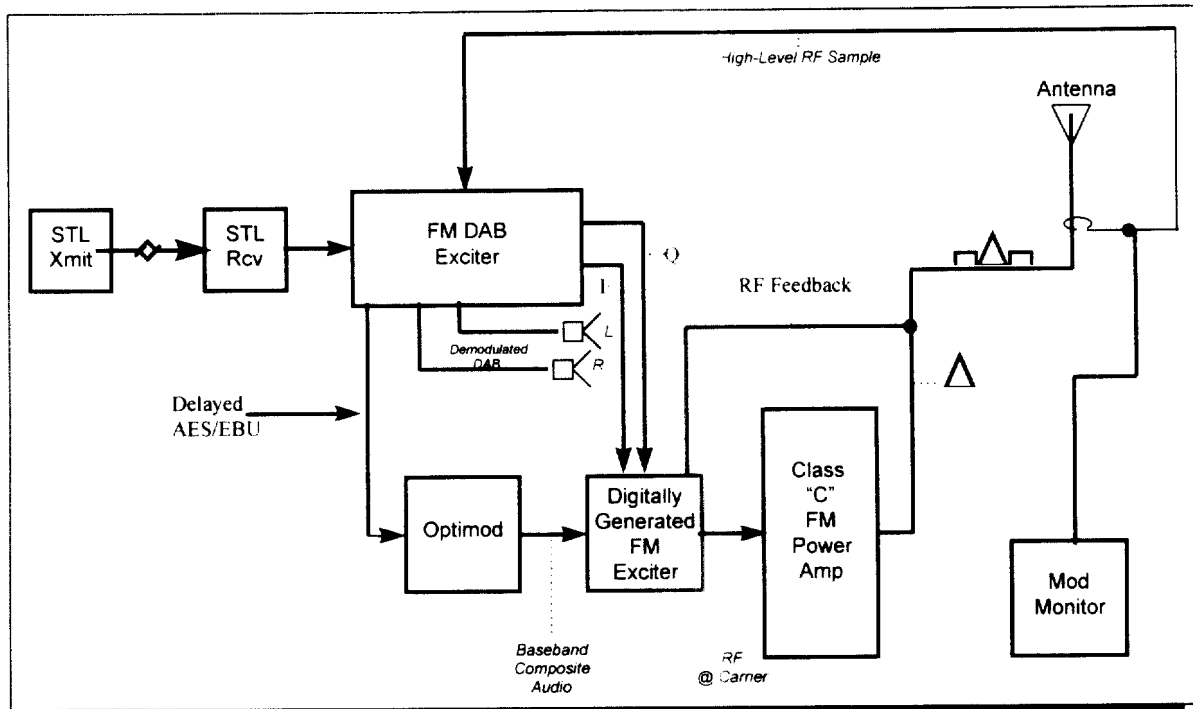 High-Level RF Sample
Antenna
STL
Xmit
STL
Rcv
FM DAB
Exciter
Q
I
RF Feedback
L
Demodulated
DAB
R
Delayed
AES/EBU
Optimod
Digitally
Generated
FM
Exciter
Class
"C"
FM
Power
Amp
Mod
Monitor
Baseband
Composite
Audio
RF
@ Carrier